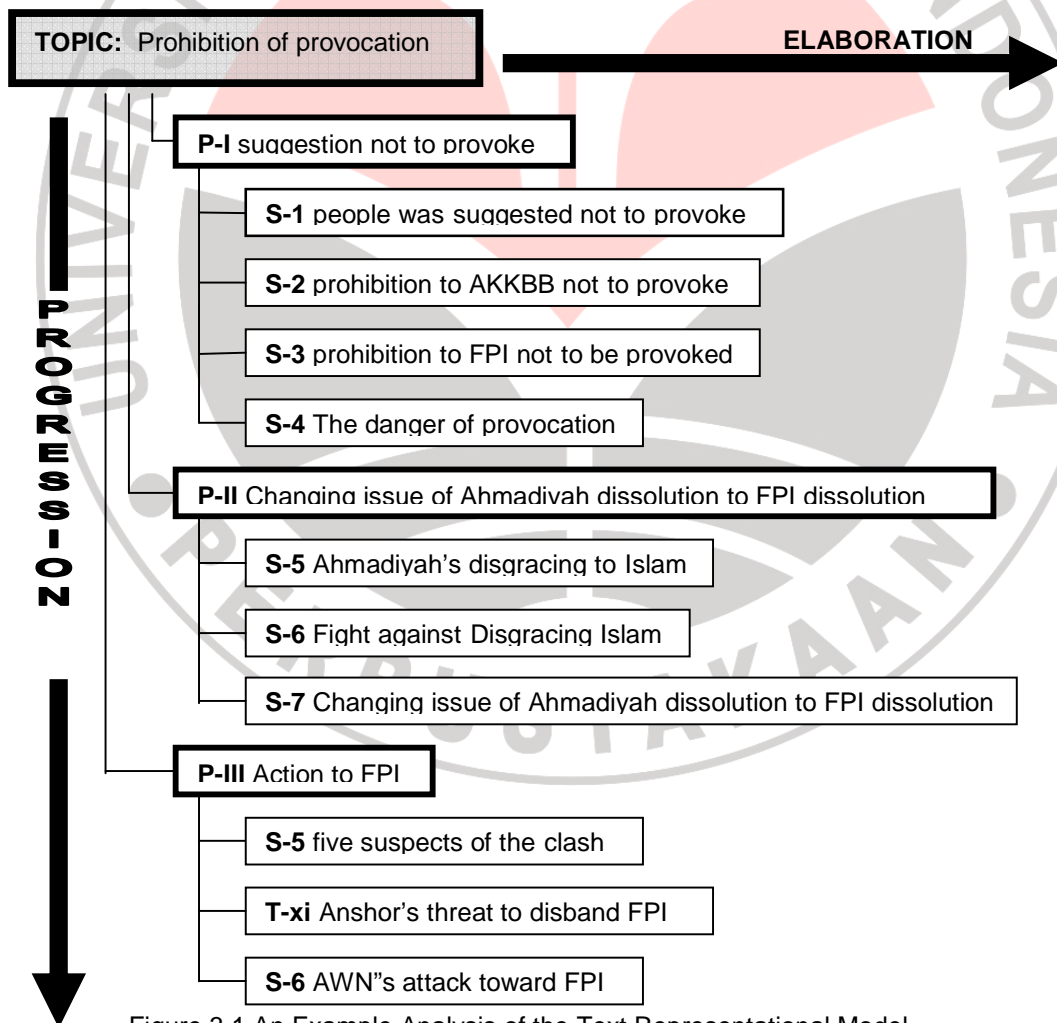 TOPIC: Prohibition of provocation
ELABORATION
PROGRESSION
P-I suggestion not to provoke
S-1 people was suggested not to provoke
S-2 prohibition to AKKBB not to provoke
S-3 prohibition to FPI not to be provoked
S-4 The danger of provocation
P-II Changing issue of Ahmadiyah dissolution to FPI dissolution
S-5 Ahmadiyah's disgracing to Islam
S-6 Fight against Disgracing Islam
S-7 Changing issue of Ahmadiyah dissolution to FPI dissolution
P-III Action to FPI
S-5 five suspects of the clash
T-xi Anshor's threat to disband FPI
S-6 AWN"s attack toward FPI
Figure 3.1 An Example Analysis of the Text Representational Model
PERPUSTAKAAN